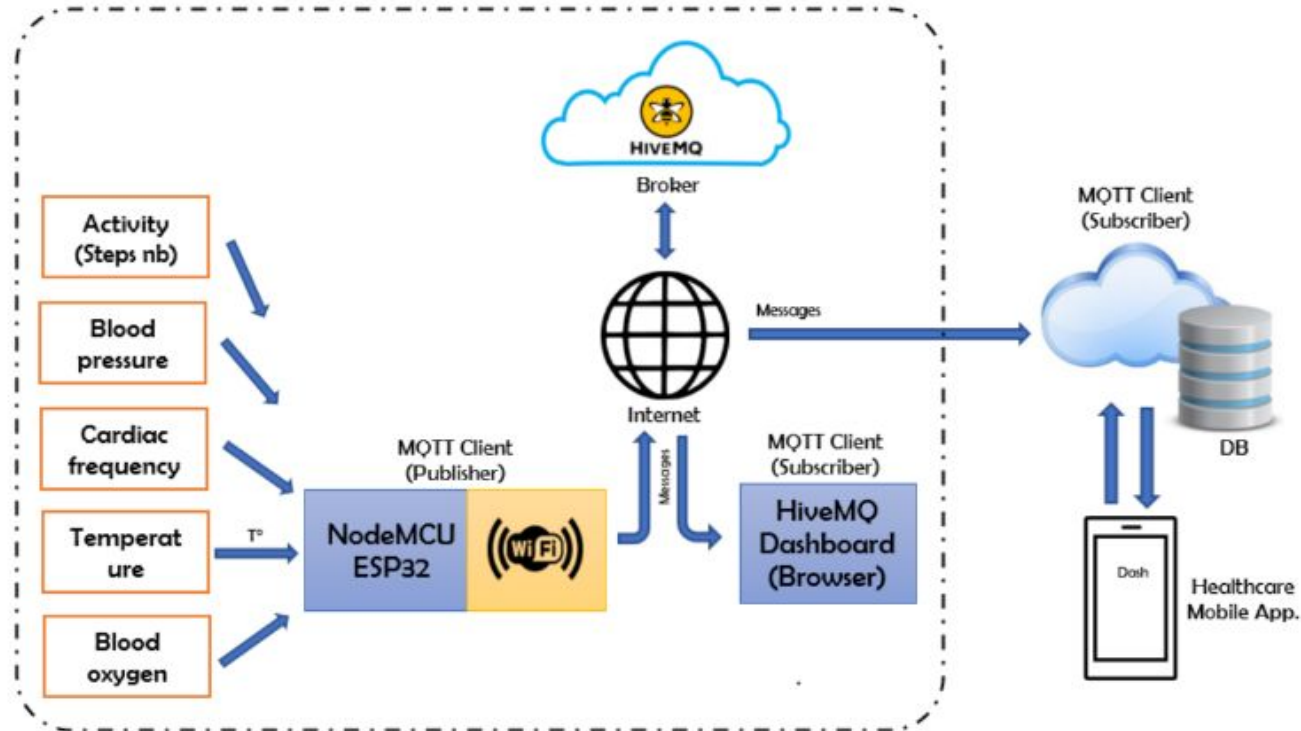 HIVEMQ
Broker
MQTT Client
(Subscriber)
Activity
(Steps nb)
Blood
pressure
Messages
Internet
DB
Cardiac
frequency
MQTT Client
(Publisher)
Messages
MQTT Client
(Subscriber)
Temperat
ure
T°
NodeMCU
ESP32
WiFi
HiveMQ
Dashboard
(Browser)
Dash
Healthcare
Mobile App.
Blood
oxygen